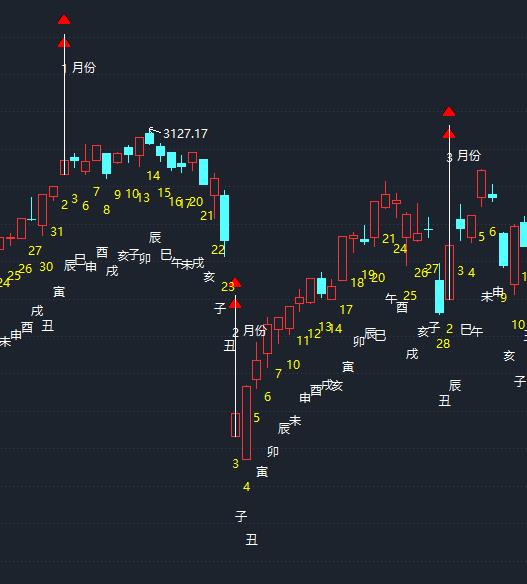 1 月份
3127.17
3 月份
2 月份
24
25
26
27
30
31
2
3
6
7
8
9
10
13
14
15
16
17
20
21
22
23
未
申
酉
戌
丑
寅
辰
巳
申
酉
戌
亥
子
卯
辰
巳
午
未
戌
亥
子
丑
3
4
5
6
7
10
11
12
13
14
17
18
19
20
21
24
25
26
27
28
子
丑
寅
卯
辰
未
申
酉
戌
亥
寅
卯
辰
巳
午
酉
戌
亥
子
丑
2
3
4
5
6
9
10
辰
巳
午
未
申
亥
子